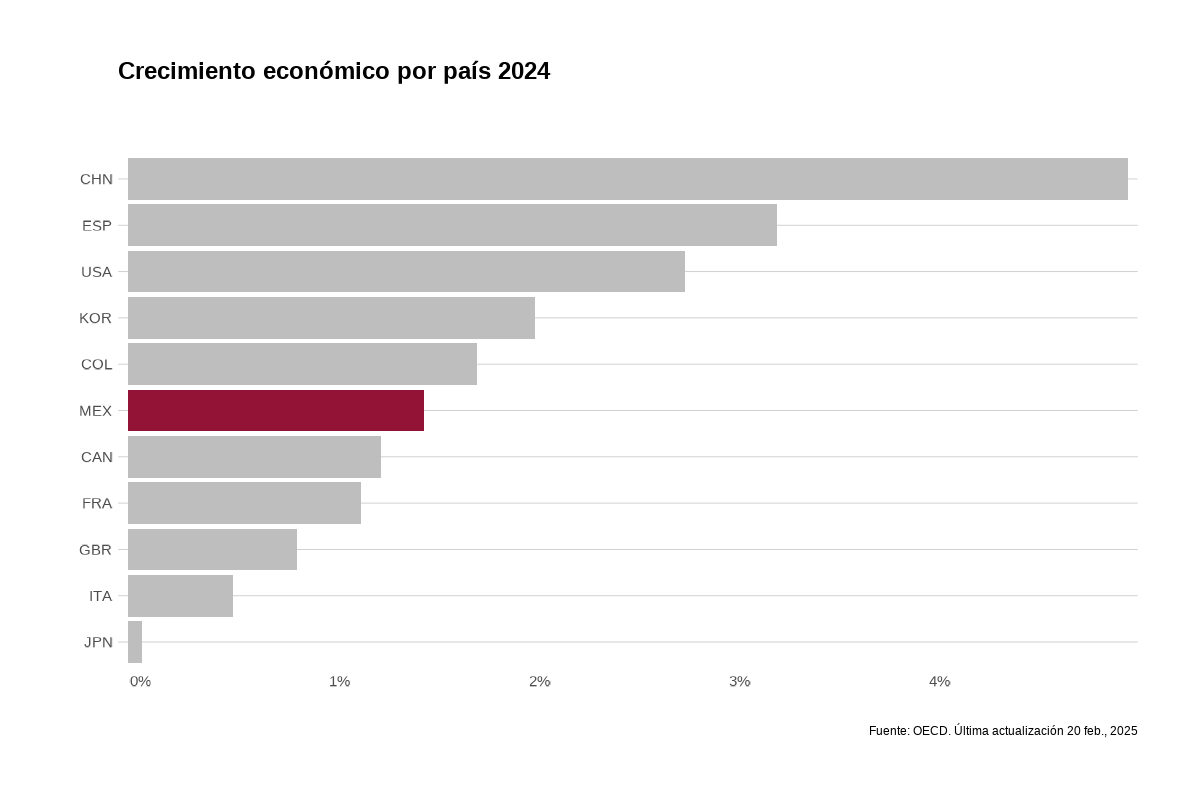 Crecimiento económico por país 2024
CHN
ESP
USA
KOR
COL
MEX
CAN
FRA
GBR
ITA
JPN
0% 1% 2% 3% 4%
Fuente: OECD. Última actualización 20 feb., 2025